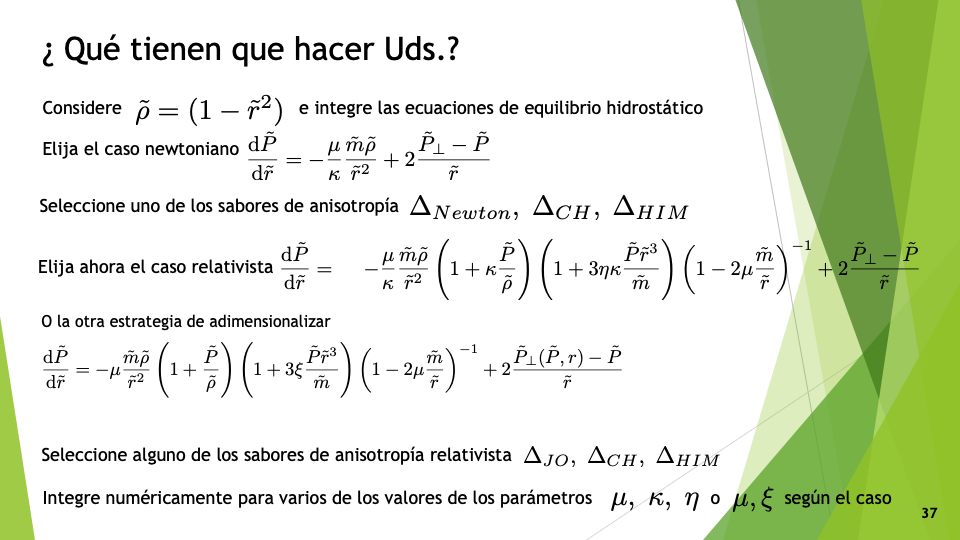 ¿ Qué tienen que hacer Uds.?
Considere $\tilde{\rho} = (1 - \tilde{r}^2)$ e integre las ecuaciones de equilibrio hidrostático
Elija el caso newtoniano $\frac{\mathrm{d}\tilde{P}}{\mathrm{d}\tilde{r}} = -\frac{\mu}{\kappa}\frac{\tilde{m}\tilde{\rho}}{\tilde{r}^2} + 2\frac{\tilde{P}_\perp - \tilde{P}}{\tilde{r}}$
Seleccione uno de los sabores de anisotropía $\Delta_{Newton},\ \Delta_{CH},\ \Delta_{HIM}$
Elija ahora el caso relativista $\frac{\mathrm{d}\tilde{P}}{\mathrm{d}\tilde{r}} = -\frac{\mu}{\kappa}\frac{\tilde{m}\tilde{\rho}}{\tilde{r}^2}\left(1 + \kappa\frac{\tilde{P}}{\tilde{\rho}}\right)\left(1 + 3\eta\kappa\frac{\tilde{P}\tilde{r}^3}{\tilde{m}}\right)\left(1 - 2\mu\frac{\tilde{m}}{\tilde{r}}\right)^{-1} + 2\frac{\tilde{P}_\perp - \tilde{P}}{\tilde{r}}$
O la otra estrategia de adimensionalizar
$\frac{\mathrm{d}\tilde{P}}{\mathrm{d}\tilde{r}} = -\mu\frac{\tilde{m}\tilde{\rho}}{\tilde{r}^2}\left(1 + \frac{\tilde{P}}{\tilde{\rho}}\right)\left(1 + 3\xi\frac{\tilde{P}\tilde{r}^3}{\tilde{m}}\right)\left(1 - 2\mu\frac{\tilde{m}}{\tilde{r}}\right)^{-1} + 2\frac{\tilde{P}_\perp(\tilde{P}, r) - \tilde{P}}{\tilde{r}}$
Seleccione alguno de los sabores de anisotropía relativista $\Delta_{JO},\ \Delta_{CH},\ \Delta_{HIM}$
Integre numéricamente para varios de los valores de los parámetros $\mu,\ \kappa,\ \eta$ o $\mu, \xi$ según el caso
37